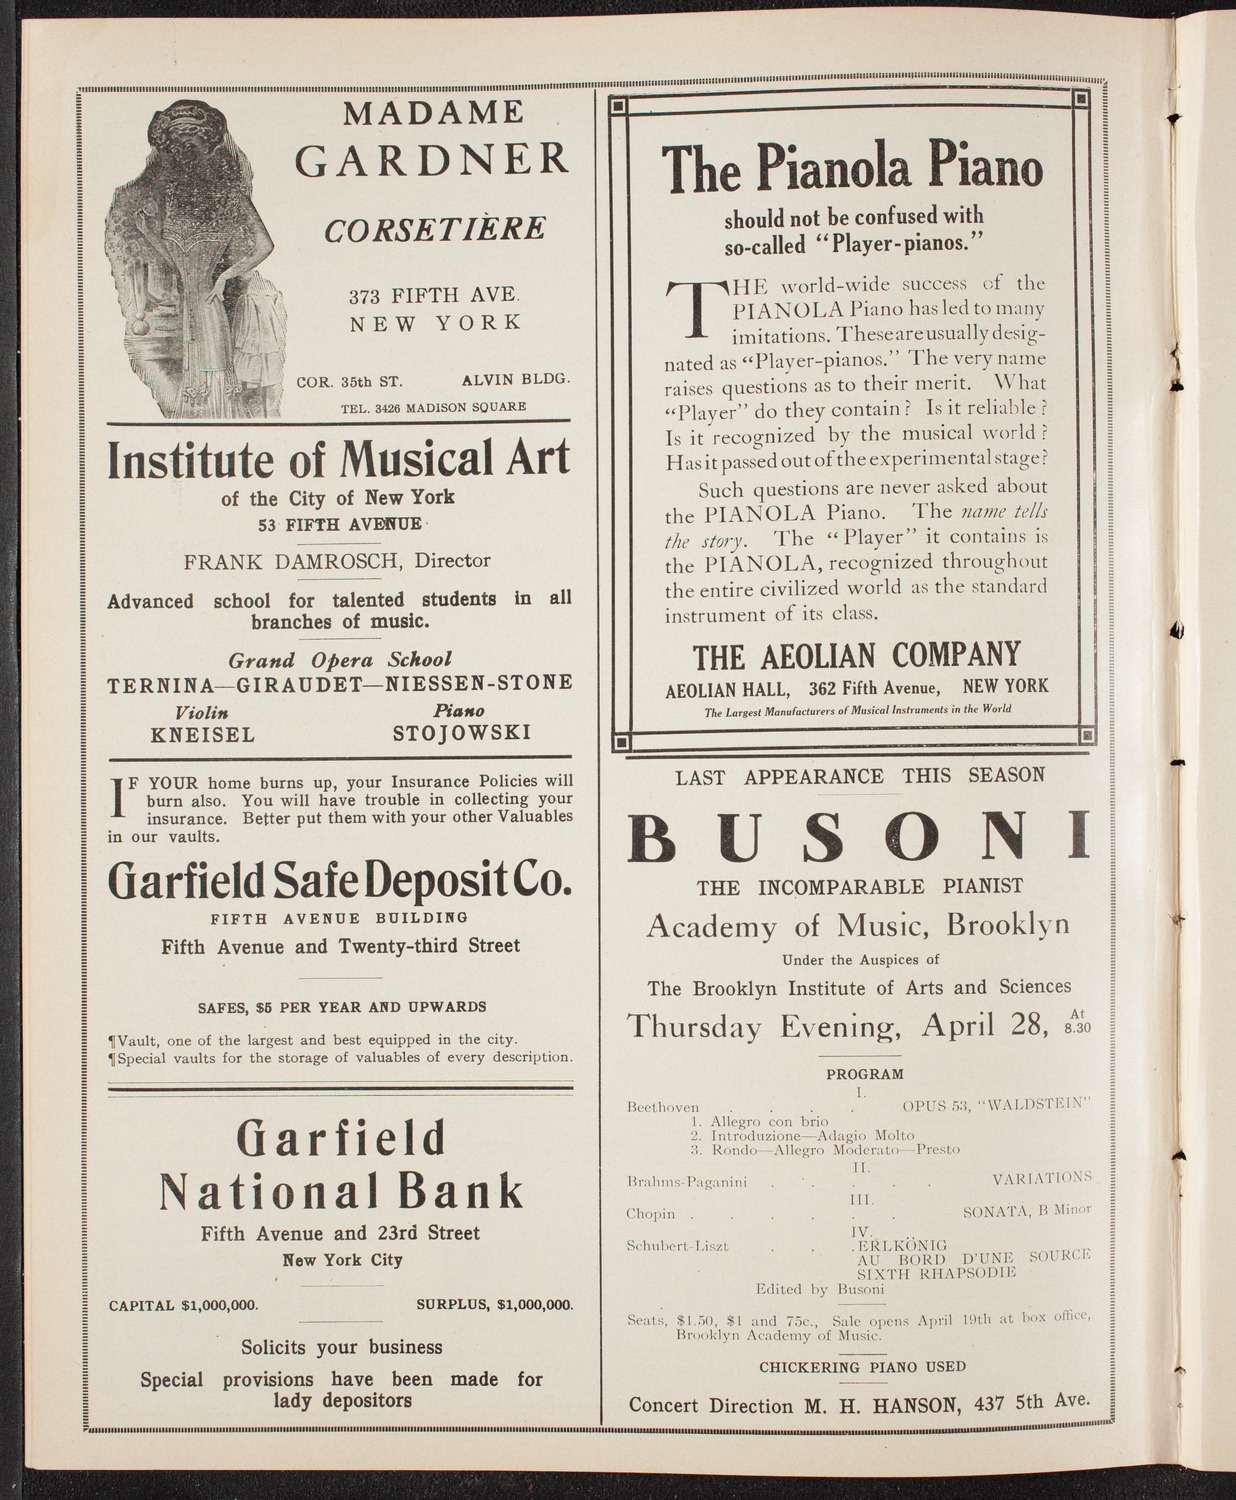 MADAME
GARDNER
CORSETIÈRE
373 FIFTH AVE.
NEW YORK
COR. 35th ST. ALVIN BLDG.
TEL. 3426 MADISON SQUARE
Institute of Musical Art
of the City of New York
53 FIFTH AVENUE
FRANK DAMROSCH, Director
Advanced school for talented students in all
branches of music.
Grand Opera School
TERNINA—GIRAUDET—NIESSEN-STONE
Violin Piano
KNEISEL STOJOWSKI
IF YOUR home burns up, your Insurance Policies will
burn also. You will have trouble in collecting your
insurance. Better put them with your other Valuables
in our vaults.
Garfield Safe Deposit Co.
FIFTH AVENUE BUILDING
Fifth Avenue and Twenty-third Street
SAFES, $5 PER YEAR AND UPWARDS
¶Vault, one of the largest and best equipped in the city.
¶Special vaults for the storage of valuables of every description.
Garfield
National Bank
Fifth Avenue and 23rd Street
New York City
CAPITAL $1,000,000. SURPLUS, $1,000,000.
Solicits your business
Special provisions have been made for
lady depositors
The Pianola Piano
should not be confused with
so-called "Player-pianos."
THE world-wide success of the
PIANOLA Piano has led to many
imitations. These are usually desig-
nated as "Player-pianos." The very name
raises questions as to their merit. What
"Player" do they contain? Is it reliable?
Is it recognized by the musical world?
Has it passed out of the experimental stage?
Such questions are never asked about
the PIANOLA Piano. The name tells
the story. The "Player" it contains is
the PIANOLA, recognized throughout
the entire civilized world as the standard
instrument of its class.
THE AEOLIAN COMPANY
AEOLIAN HALL, 362 Fifth Avenue, NEW YORK
The Largest Manufacturers of Musical Instruments in the World
LAST APPEARANCE THIS SEASON
BUSONI
THE INCOMPARABLE PIANIST
Academy of Music, Brooklyn
Under the Auspices of
The Brooklyn Institute of Arts and Sciences
Thursday Evening, April 28, At 8.30
PROGRAM
I.
Beethoven . . . . OPUS 53, "WALDSTEIN"
1. Allegro con brio
2. Introduzione—Adagio Molto
3. Rondo—Allegro Moderato—Presto
II.
Brahms-Paganini . . . . . VARIATIONS
III.
Chopin . . . . . . SONATA, B Minor
IV.
Schubert-Liszt . . . ERLKÖNIG
AU BORD D'UNE SOURCE
SIXTH RHAPSODIE
Edited by Busoni
Seats, $1.50, $1 and 75c., Sale opens April 19th at box office,
Brooklyn Academy of Music.
CHICKERING PIANO USED
Concert Direction M. H. HANSON, 437 5th Ave.